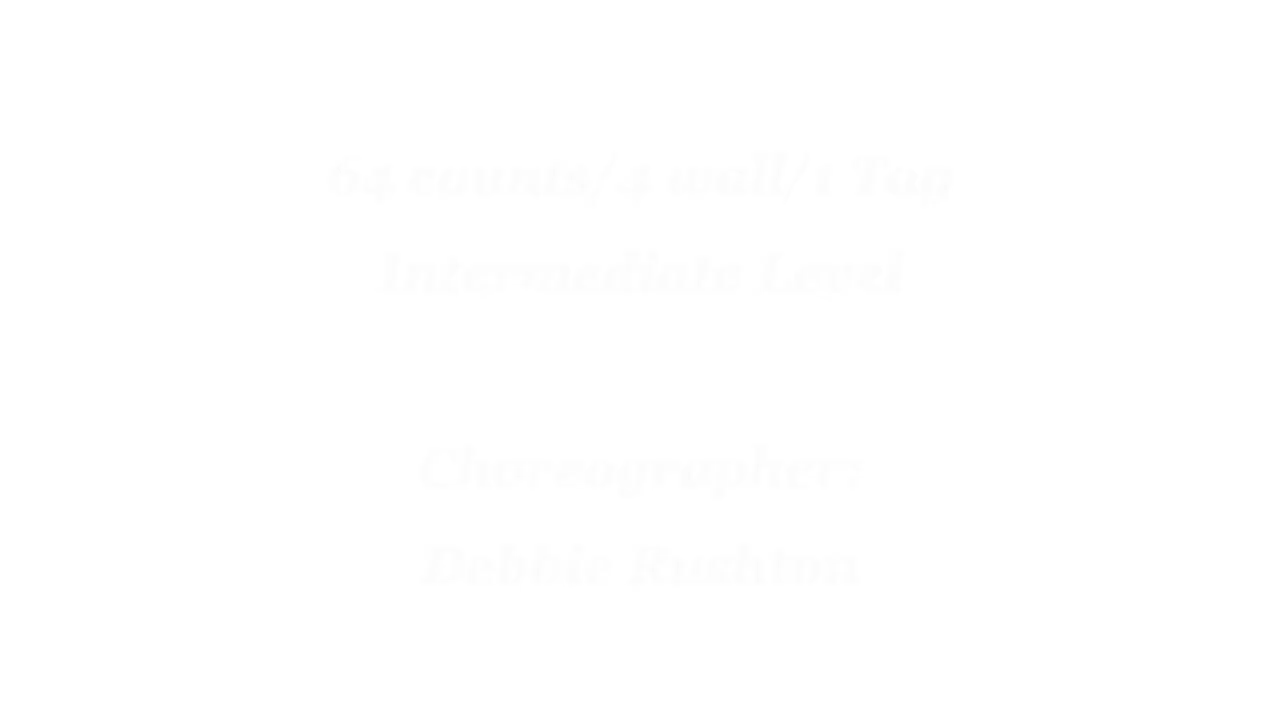 64 counts/4 wall/1 Tag
Intermediate Level
Choreographer:
Debbie Rushton